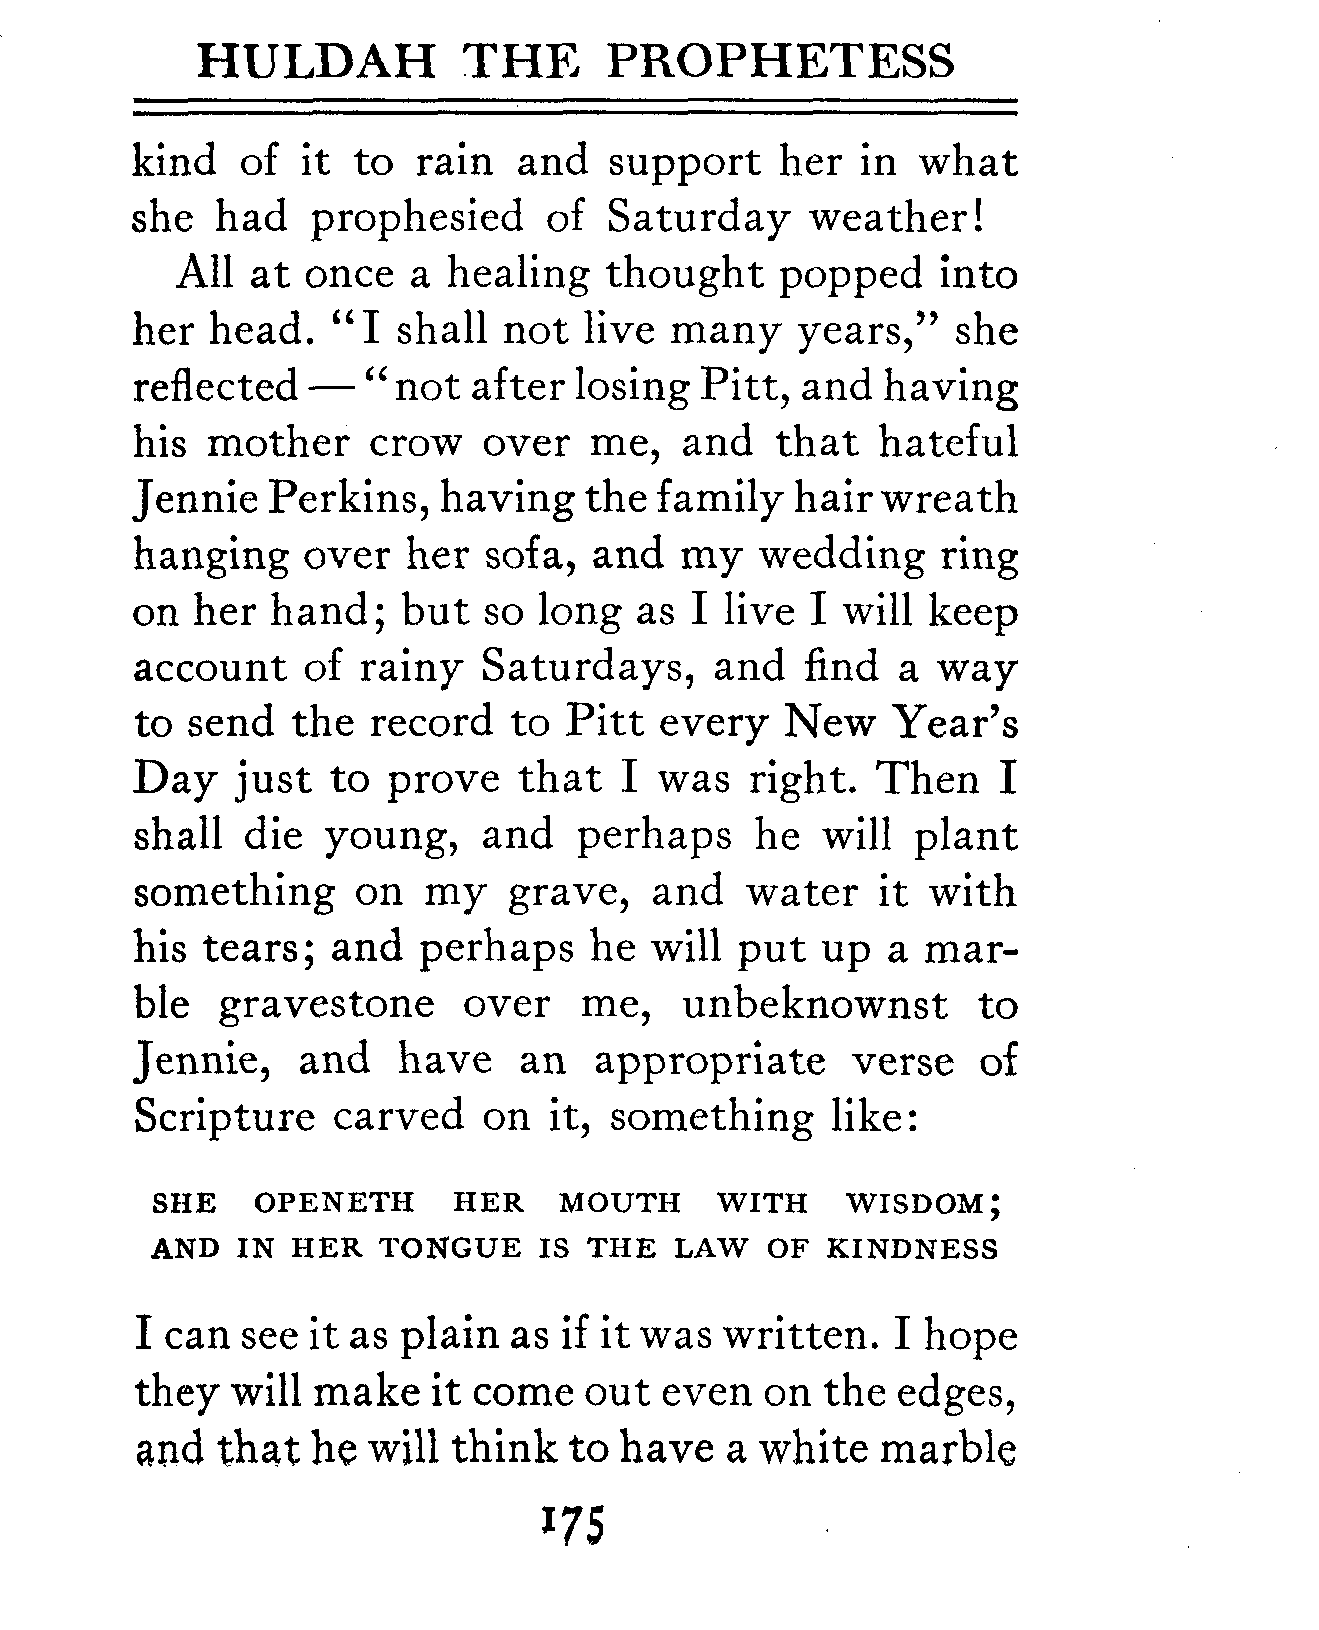 HULDAH THE PROPHETESS
kind of it to rain and support her in what
she had prophesied of Saturday weather!
All at once a healing thought popped into
her head. “I shall not live many years,” she
reflected — “not after losing Pitt, and having
his mother crow over me, and that hateful
Jennie Perkins, having the family hair wreath
hanging over her sofa, and my wedding ring
on her hand; but so long as I live I will keep
account of rainy Saturdays, and find a way
to send the record to Pitt every New Year’s
Day just to prove that I was right. Then I
shall die young, and perhaps he will plant
something on my grave, and water it with
his tears; and perhaps he will put up a mar-
ble gravestone over me, unbeknownst to
Jennie, and have an appropriate verse of
Scripture carved on it, something like:
SHE OPENETH HER MOUTH WITH WISDOM;
AND IN HER TONGUE IS THE LAW OF KINDNESS
I can see it as plain as if it was written. I hope
they will make it come out even on the edges,
and that he will think to have a white marble
175